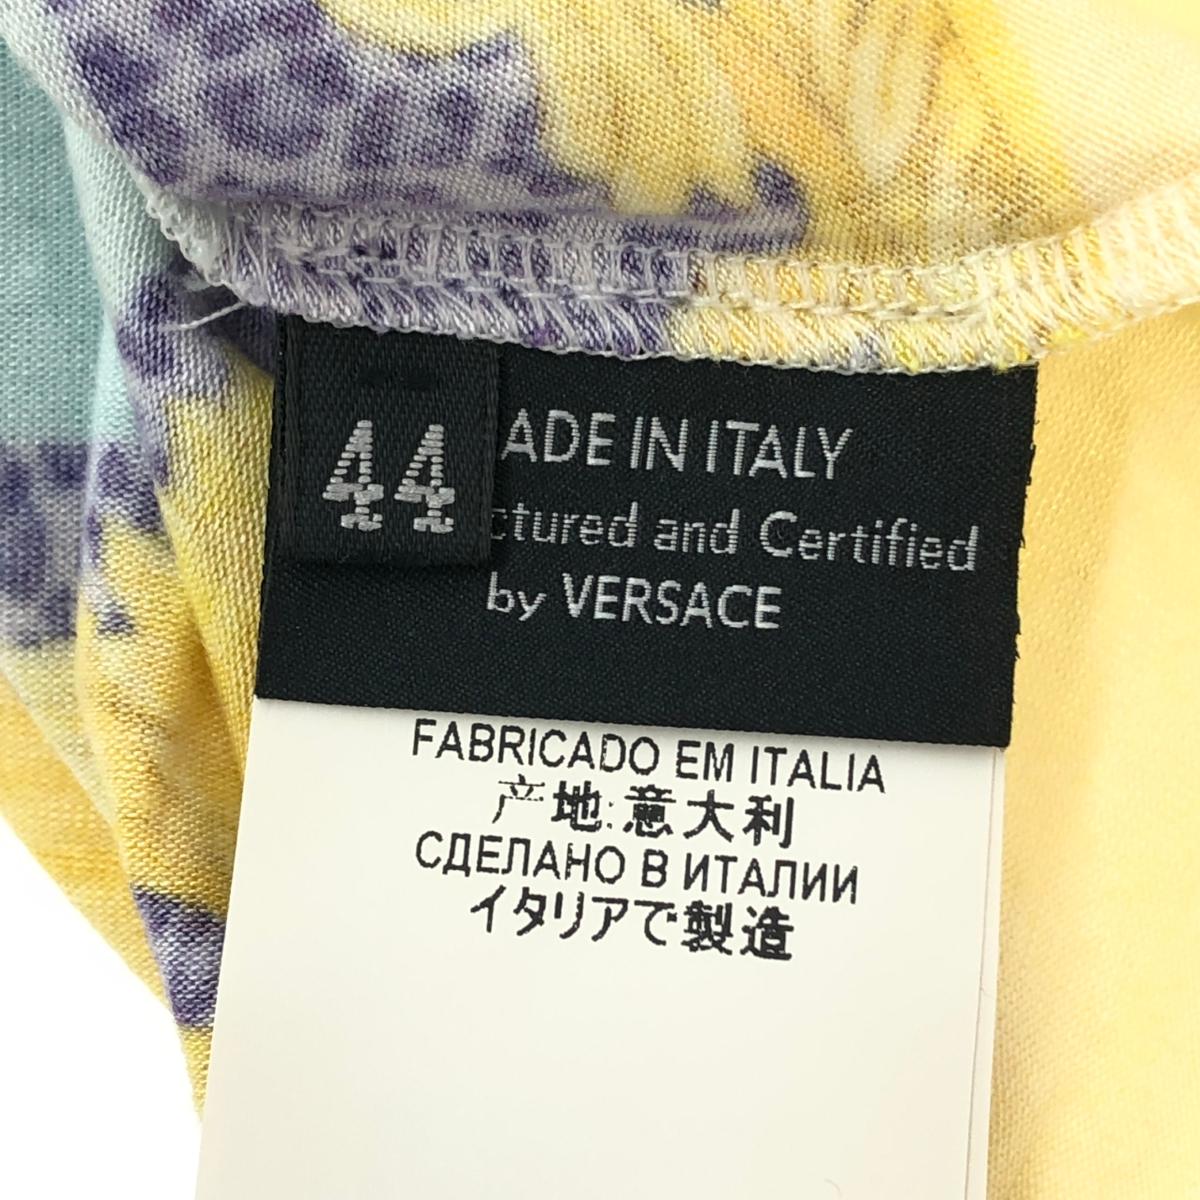 44
ADE IN ITALY
ctured and Certified
by VERSACE
FABRICADO EM ITALIA
产地:意大利
СДЕЛАНО В ИТАЛИИ
イタリアで製造